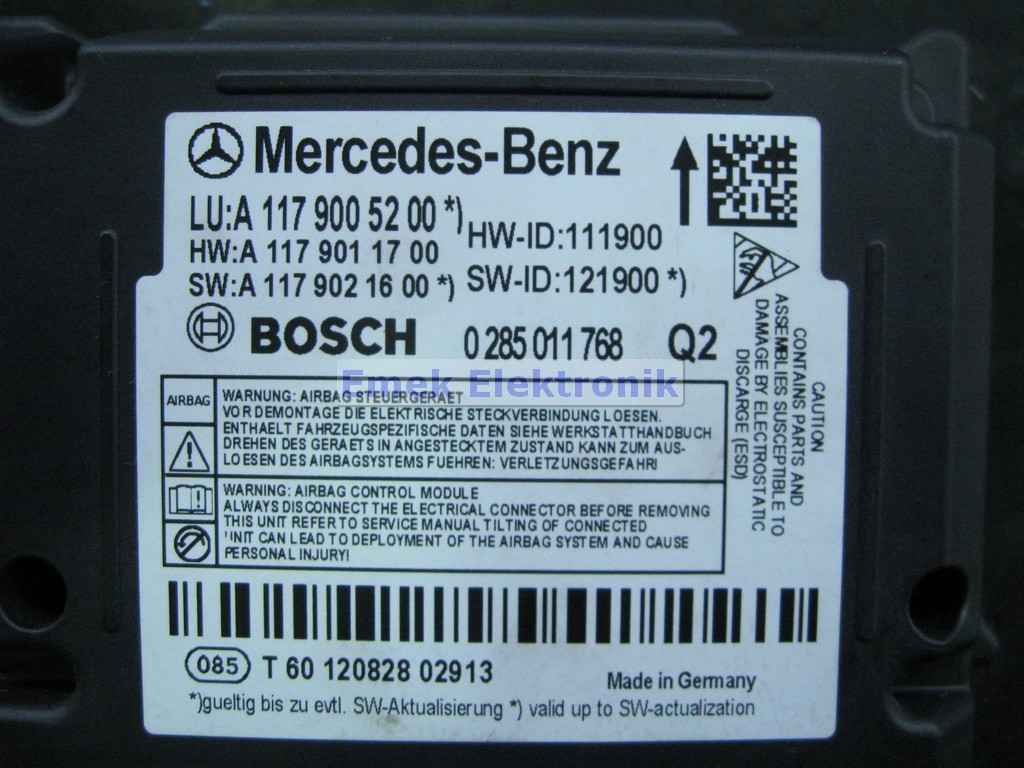 Mercedes-Benz
LU:A 117 900 52 00 *)
HW:A 117 901 17 00
SW:A 117 902 16 00 *)
HW-ID:111900
SW-ID:121900 *)
BOSCH 0 285 011 768 Q2
Emek Elektronik
AIRBAG
WARNUNG: AIRBAG STEUERGERAET
VOR DEMONTAGE DIE ELEKTRISCHE STECKVERBINDUNG LOESEN.
ENTHAELT FAHRZEUGSPEZIFISCHE DATEN SIEHE WERKSTATTHANDBUCH
DREHEN DES GERAETS IN ANGESTECKTEM ZUSTAND KANN ZUM AUS-
LOESEN DES AIRBAGSYSTEMS FUEHREN: VERLETZUNGSGEFAHR!
WARNING: AIRBAG CONTROL MODULE
ALWAYS DISCONNECT THE ELECTRICAL CONNECTOR BEFORE REMOVING
THIS UNIT REFER TO SERVICE MANUAL TILTING OF CONNECTED
UNIT CAN LEAD TO DEPLOYMENT OF THE AIRBAG SYSTEM AND CAUSE
PERSONAL INJURY!
CAUTION
CONTAINS PARTS AND
ASSEMBLIES SUSCEPTIBLE TO
DAMAGE BY ELECTROSTATIC
DISCARGE (ESD)
085 T 60 120828 02913
Made in Germany
*)gueltig bis zu evtl. SW-Aktualisierung *) valid up to SW-actualization